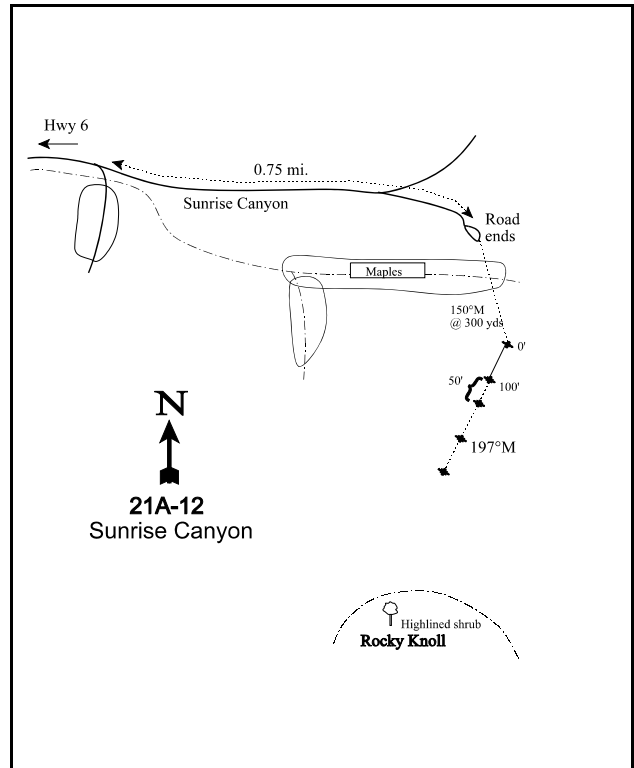 Hwy 6
0.75 mi.
Sunrise Canyon
Road
ends
Maples
150°M
@ 300 yds
0'
50'
100'
197°M
N
21A-12
Sunrise Canyon
Highlined shrub
Rocky Knoll